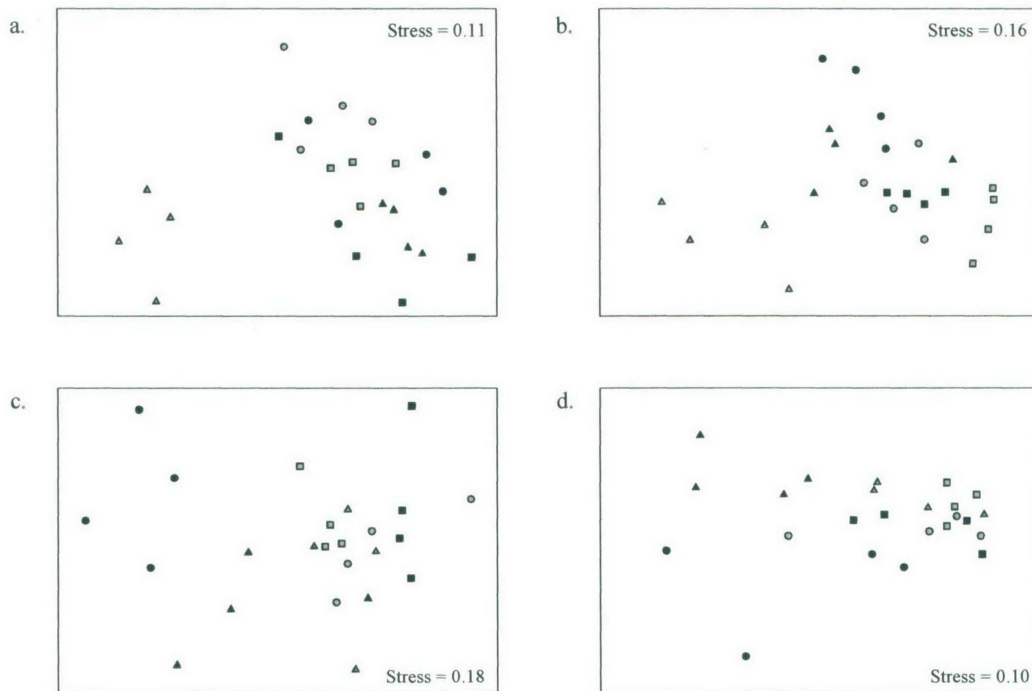 a.
Stress = 0.11
b.
Stress = 0.16
c.
Stress = 0.18
d.
Stress = 0.10